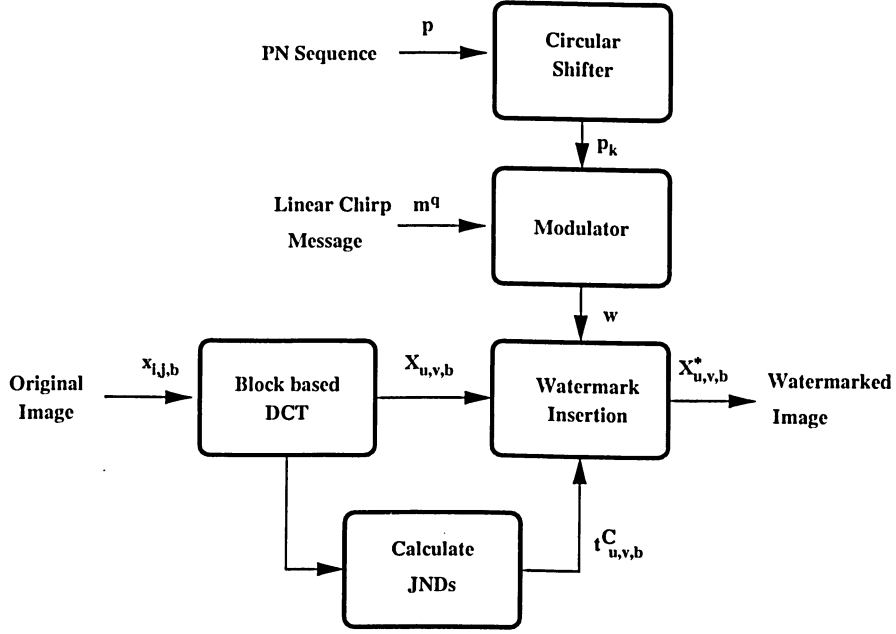 p
PN Sequence
Circular
Shifter
p_k
Linear Chirp
Message
m^q
Modulator
w
Original
Image
x_{i,j,b}
Block based
DCT
X_{u,v,b}
Watermark
Insertion
X^*_{u,v,b}
Watermarked
Image
Calculate
JNDs
t^C_{u,v,b}